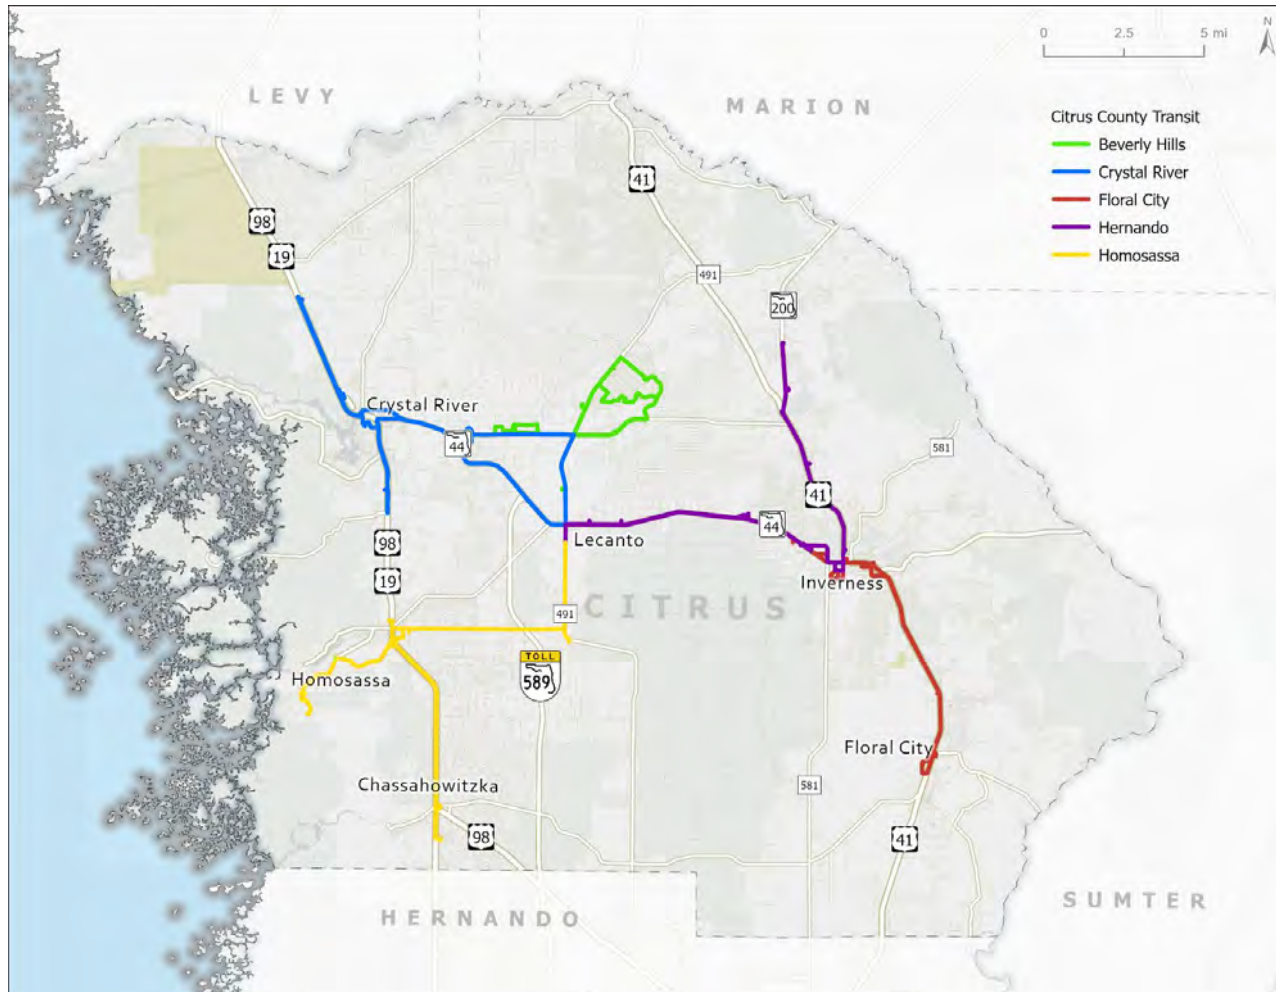 N
0 2.5 5 mi
LEVY
MARION
Citrus County Transit
Beverly Hills
Crystal River
Floral City
Hernando
Homosassa
41
98
19
491
200
Crystal River
44
581
41
44
Lecanto
98
19
Inverness
CITRUS
491
TOLL
589
Homosassa
Floral City
Chassahowitzka
581
98
41
HERNANDO
SUMTER